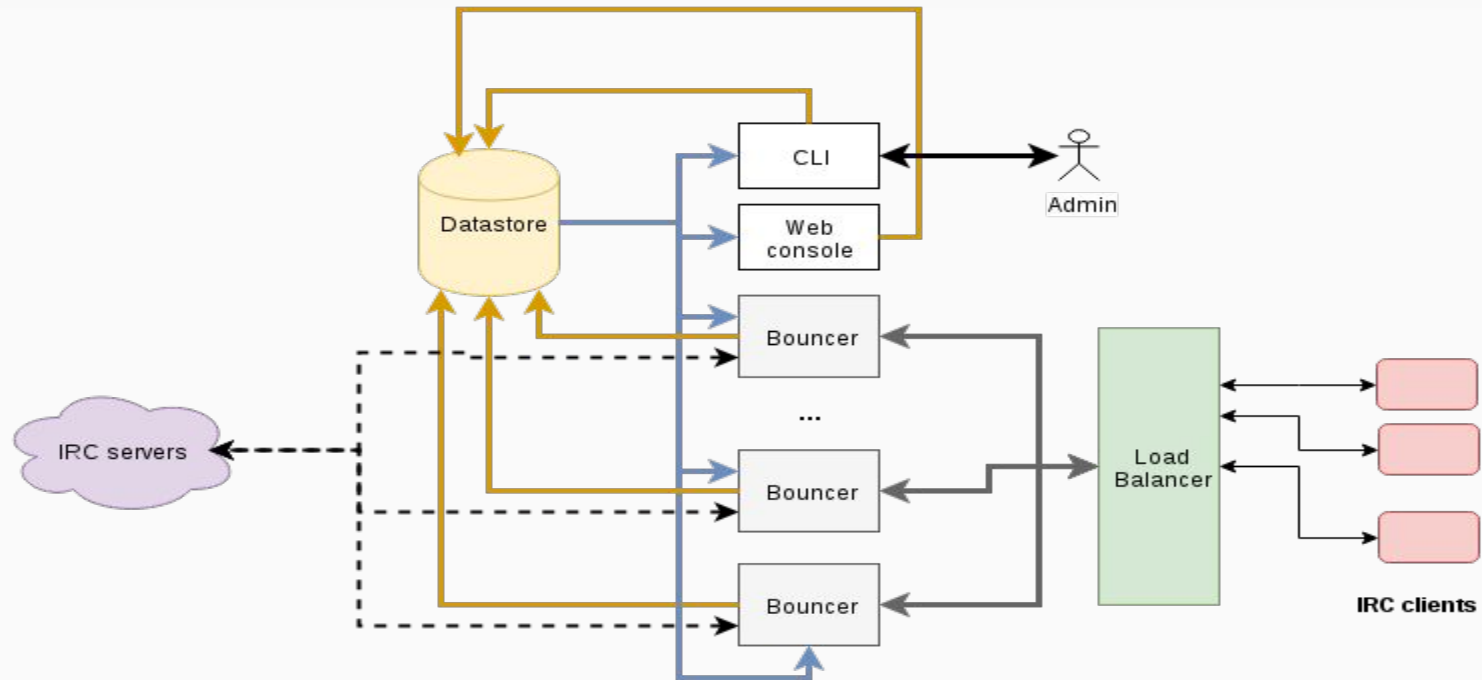 CLI
Admin
Datastore
Web
console
Bouncer
...
IRC servers
Bouncer
Load
Balancer
Bouncer
IRC clients